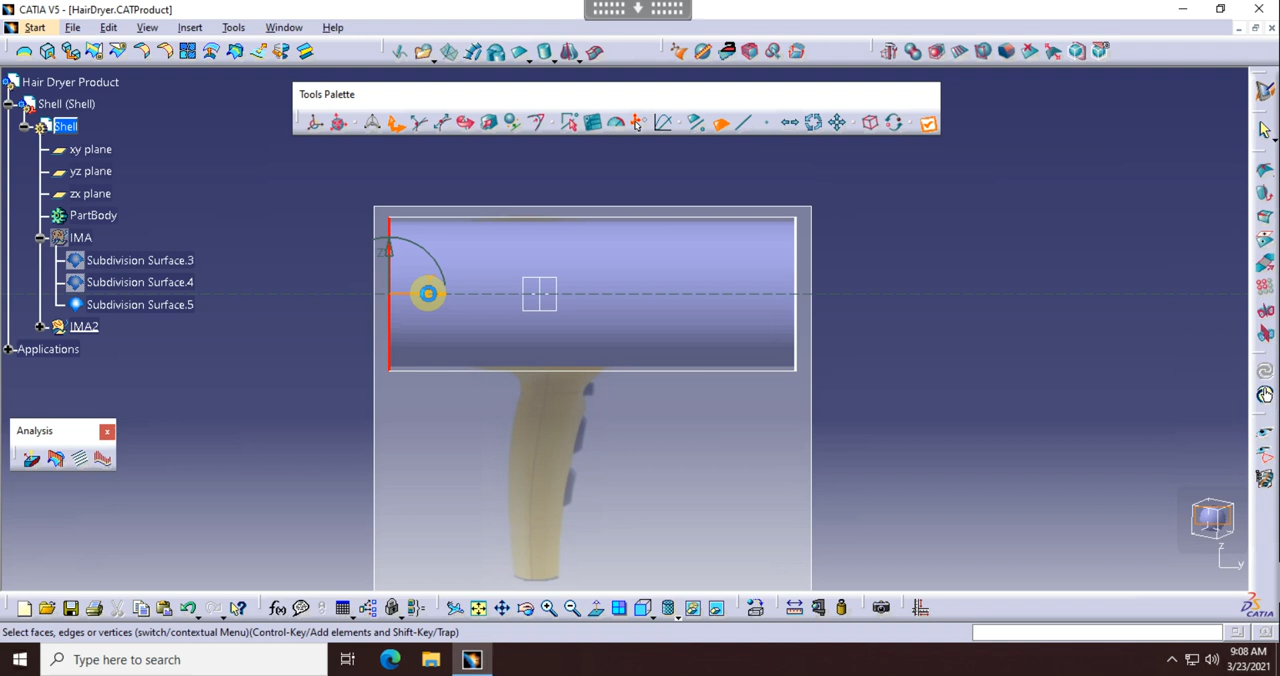 CATIA V5 - [HairDryer.CATProduct]
Start File Edit View Insert Tools Window Help
Hair Dryer Product
Shell (Shell)
Shell
xy plane
yz plane
zx plane
PartBody
IMA
Subdivision Surface.3
Subdivision Surface.4
Subdivision Surface.5
IMA2
Applications
Tools Palette
Analysis
z
y
f(x)
Select faces, edges or vertices (switch/contextual Menu)(Control-Key/Add elements and Shift-Key/Trap)
CATIA
Type here to search
9:08 AM
3/23/2021